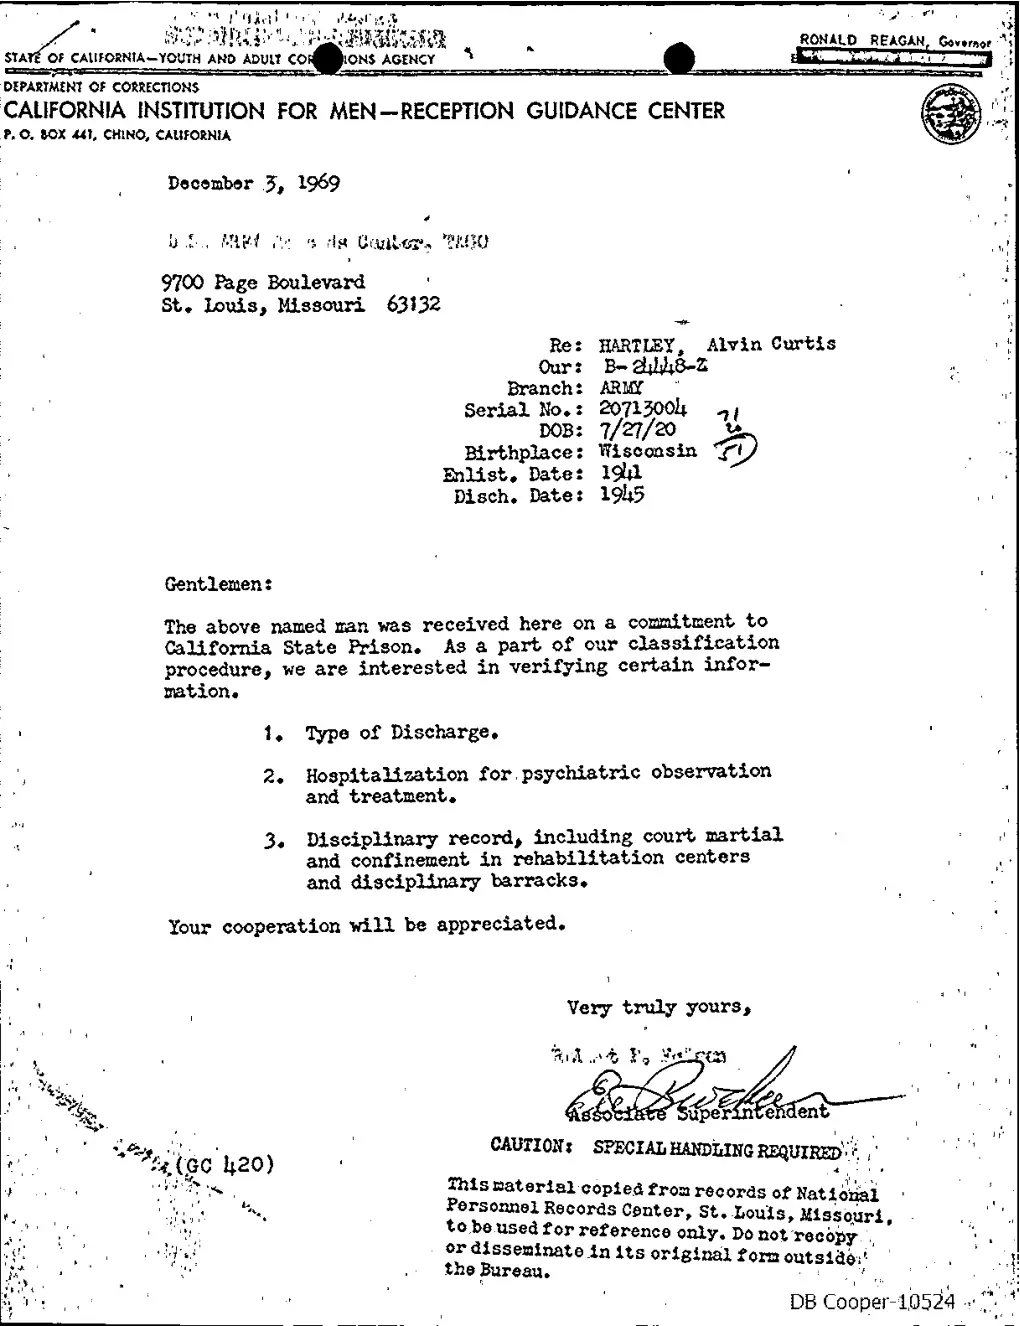 STATE OF CALIFORNIA—YOUTH AND ADULT CORRECTIONS AGENCY
RONALD REAGAN, Governor
DEPARTMENT OF CORRECTIONS
CALIFORNIA INSTITUTION FOR MEN—RECEPTION GUIDANCE CENTER
P. O. BOX 441, CHINO, CALIFORNIA
December 3, 1969
9700 Page Boulevard
St. Louis, Missouri 63132
Re: HARTLEY, Alvin Curtis
Our: B-24448-Z
Branch: ARMY
Serial No.: 20713004
71
DOB: 7/27/20
20
Birthplace: Wisconsin
51
Enlist. Date: 1941
Disch. Date: 1945
Gentlemen:
The above named man was received here on a commitment to
California State Prison. As a part of our classification
procedure, we are interested in verifying certain infor-
mation.
1. Type of Discharge.
2. Hospitalization for psychiatric observation
and treatment.
3. Disciplinary record, including court martial
and confinement in rehabilitation centers
and disciplinary barracks.
Your cooperation will be appreciated.
Very truly yours,
Associate Superintendent
CAUTION: SPECIAL HANDLING REQUIRED
(GC 420)
This material copied from records of National
Personnel Records Center, St. Louis, Missouri,
to be used for reference only. Do not recopy
or disseminate in its original form outside
the Bureau.
DB Cooper-10524